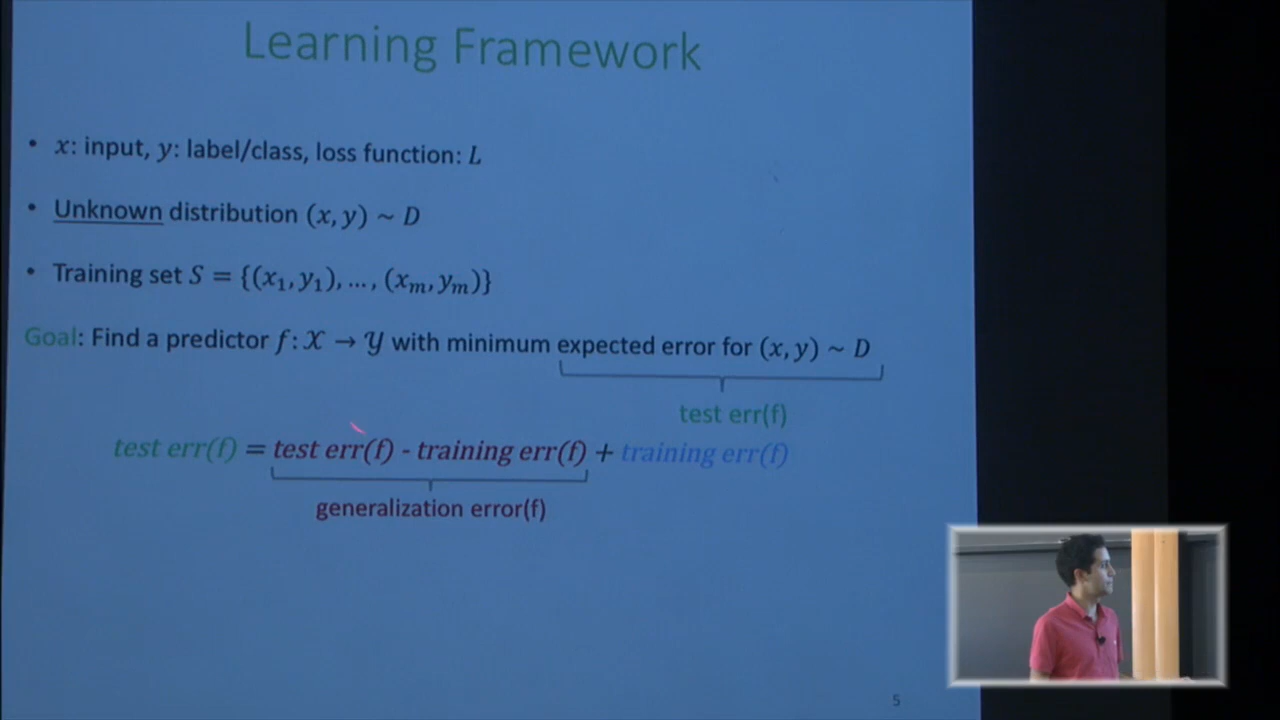 Learning Framework
• x: input, y: label/class, loss function: L
• Unknown distribution (x, y) ~ D
• Training set S = {(x₁, y₁), …, (xₘ, yₘ)}
Goal: Find a predictor f: 𝒳 → 𝒴 with minimum expected error for (x, y) ~ D
test err(f)
test err(f) = test err(f) - training err(f) + training err(f)
generalization error(f)
5